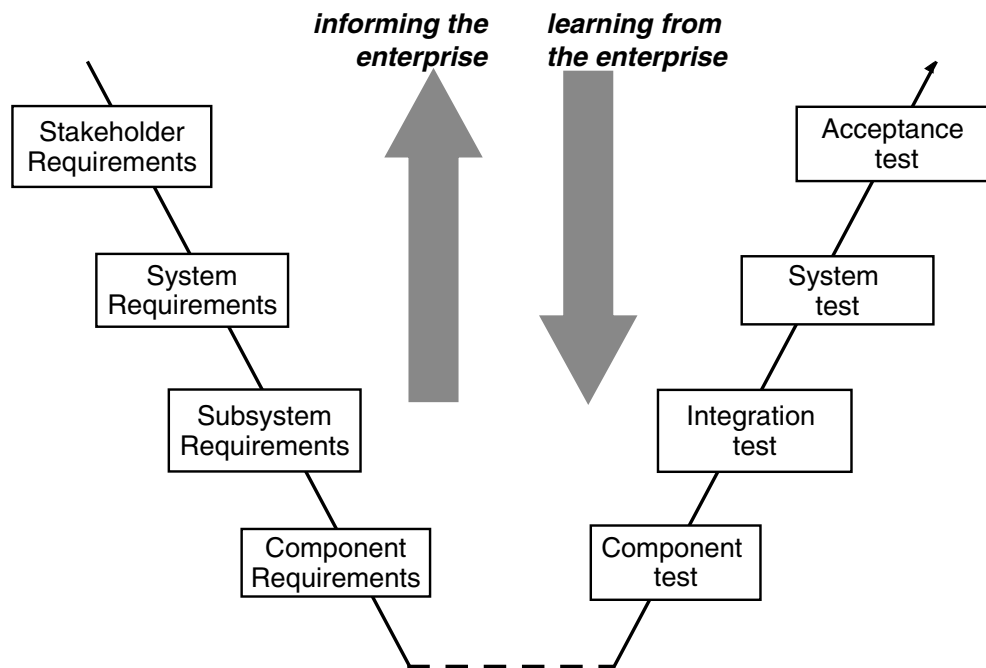 informing the
enterprise
learning from
the enterprise
Stakeholder
Requirements
Acceptance
test
System
Requirements
System
test
Subsystem
Requirements
Integration
test
Component
Requirements
Component
test